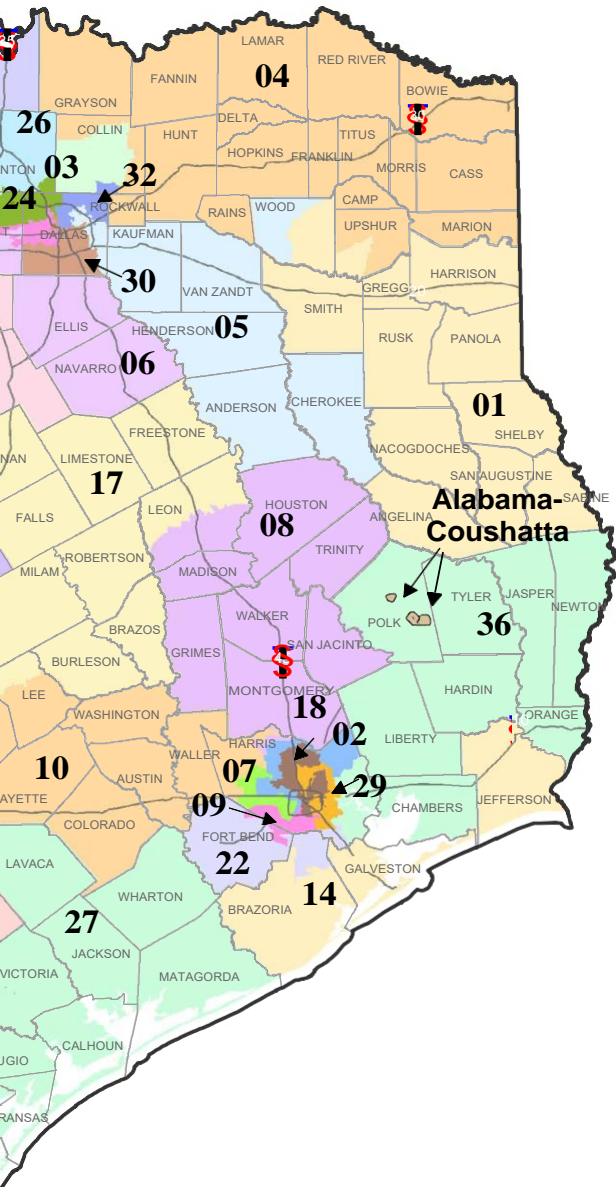 LAMAR
RED RIVER
FANNIN
04
BOWIE
GRAYSON
26
COLLIN
DELTA
HUNT
TITUS
HOPKINS
FRANKLIN
MORRIS
CASS
NTON
03
32
24
ROCKWALL
RAINS
WOOD
CAMP
UPSHUR
MARION
DALLAS
KAUFMAN
30
HARRISON
VAN ZANDT
GREGG
SMITH
ELLIS
HENDERSON
05
RUSK
PANOLA
NAVARRO
06
ANDERSON
CHEROKEE
01
FREESTONE
SHELBY
NAN
LIMESTONE
NACOGDOCHES
17
SAN AUGUSTINE
SABINE
FALLS
LEON
HOUSTON
08
ANGELINA
Alabama-
Coushatta
ROBERTSON
TRINITY
MILAM
MADISON
TYLER
JASPER
NEWTON
BRAZOS
WALKER
POLK
36
GRIMES
SAN JACINTO
BURLESON
MONTGOMERY
HARDIN
LEE
WASHINGTON
18
ORANGE
WALLER
HARRIS
02
LIBERTY
10
07
AUSTIN
29
AYETTE
09
CHAMBERS
JEFFERSON
COLORADO
FORT BEND
LAVACA
22
GALVESTON
WHARTON
14
BRAZORIA
27
JACKSON
VICTORIA
MATAGORDA
CALHOUN
UGIO
RANSAS